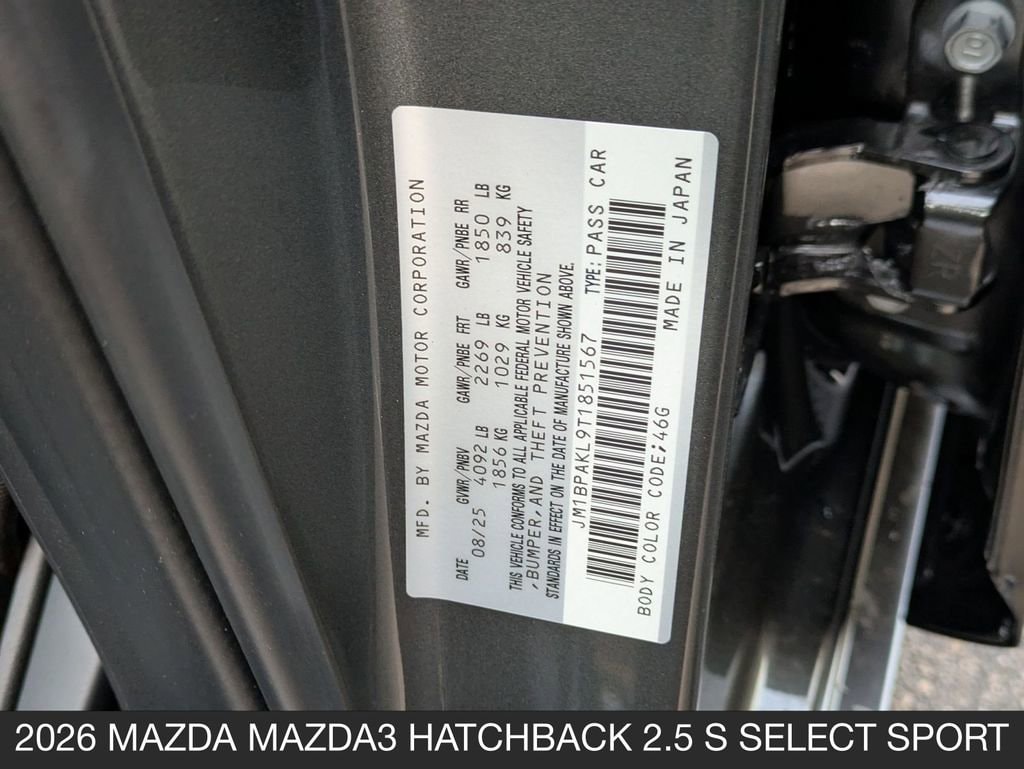 MFD. BY MAZDA MOTOR CORPORATION
DATE GVWR/PNBV GAWR/PNBE FRT GAWR/PNBE RR
08/25 4092 LB 2269 LB 1850 LB
1856 KG 1029 KG 839 KG
THIS VEHICLE CONFORMS TO ALL APPLICABLE FEDERAL MOTOR VEHICLE SAFETY
,BUMPER,AND THEFT PREVENTION
STANDARDS IN EFFECT ON THE DATE OF MANUFACTURE SHOWN ABOVE.
JM1BPAKL9T1851567 TYPE:PASS CAR
BODY COLOR CODE;46G MADE IN JAPAN
ZR
2026 MAZDA MAZDA3 HATCHBACK 2.5 S SELECT SPORT